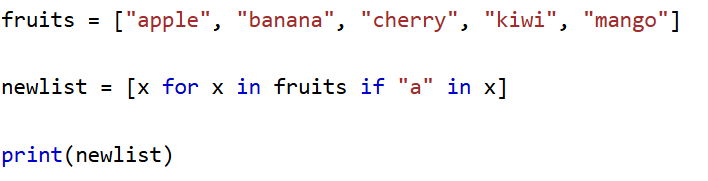 fruits = ["apple", "banana", "cherry", "kiwi", "mango"]
newlist = [x for x in fruits if "a" in x]
print(newlist)